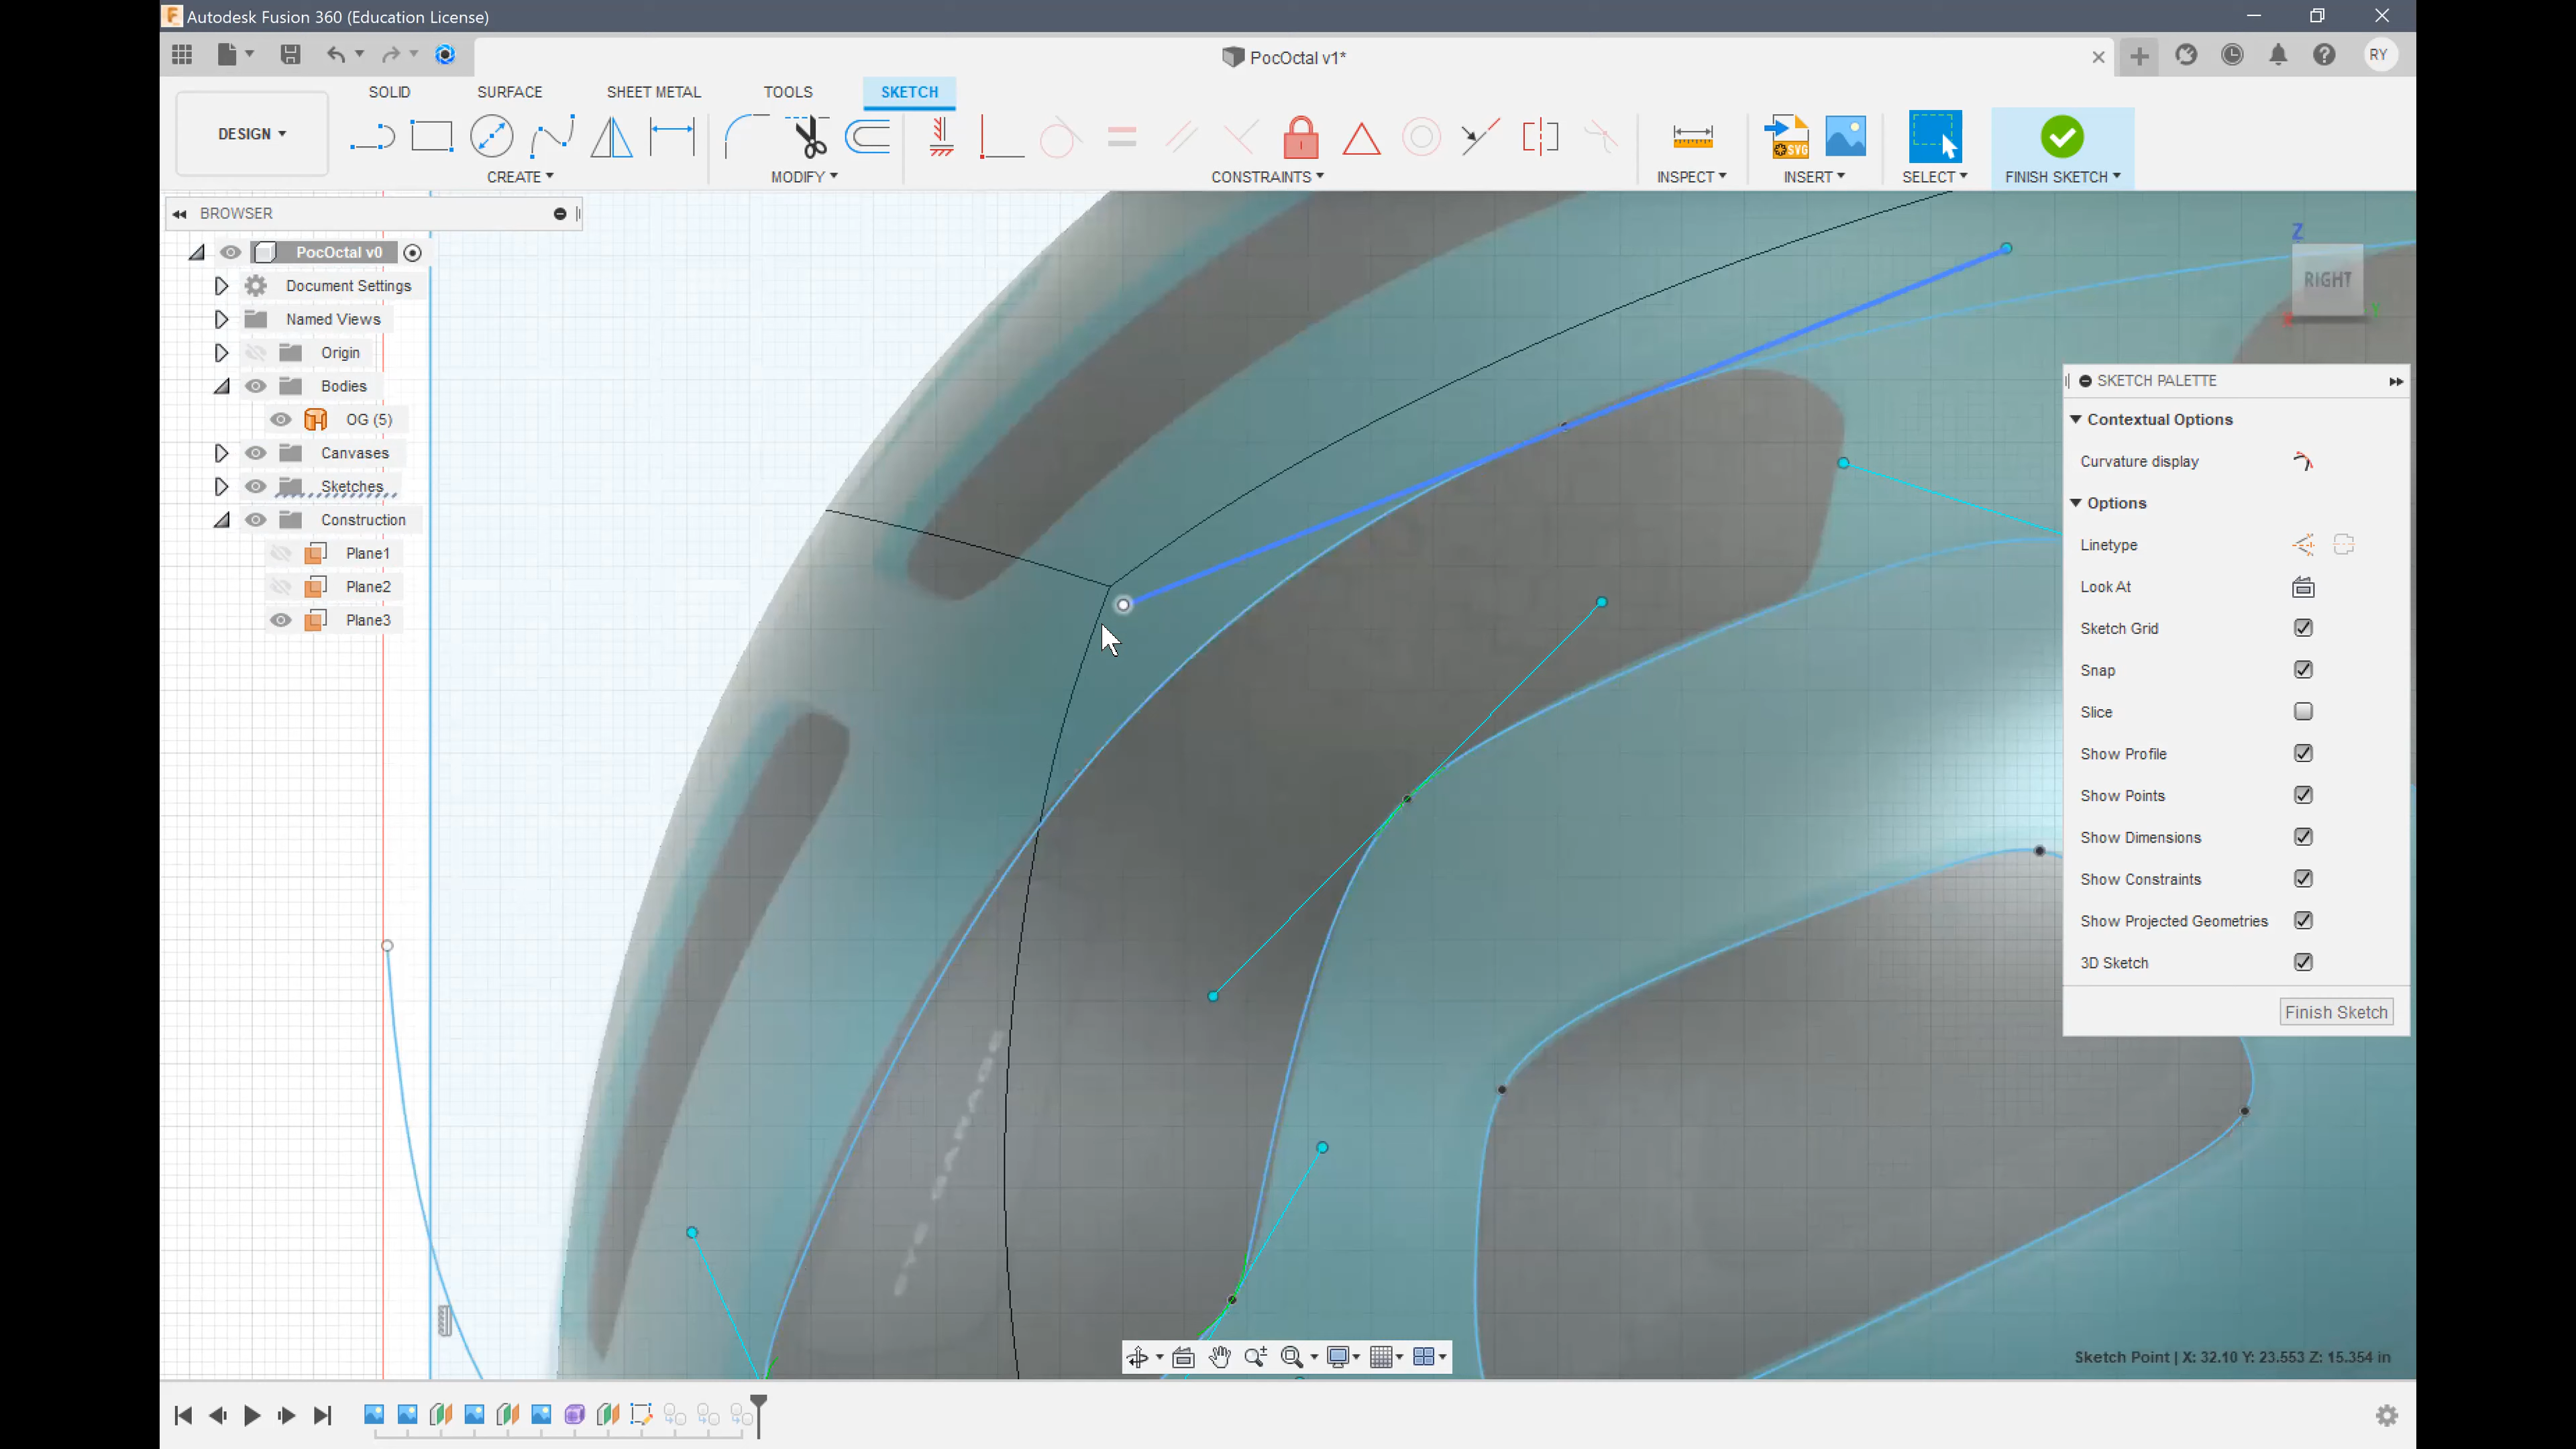 Autodesk Fusion 360 (Education License)
PocOctal v1*
RY
DESIGN
SOLID SURFACE SHEET METAL TOOLS SKETCH
CREATE MODIFY CONSTRAINTS INSPECT INSERT SELECT FINISH SKETCH
SVG
BROWSER
PocOctal v0
Document Settings
Named Views
Origin
Bodies
OG (5)
Canvases
Sketches
Construction
Plane1
Plane2
Plane3
Z
RIGHT
Y
SKETCH PALETTE
Contextual Options
Curvature display
Options
Linetype
Look At
Sketch Grid
Snap
Slice
Show Profile
Show Points
Show Dimensions
Show Constraints
Show Projected Geometries
3D Sketch
Finish Sketch
Sketch Point | X: 32.10 Y: 23.553 Z: 15.354 in